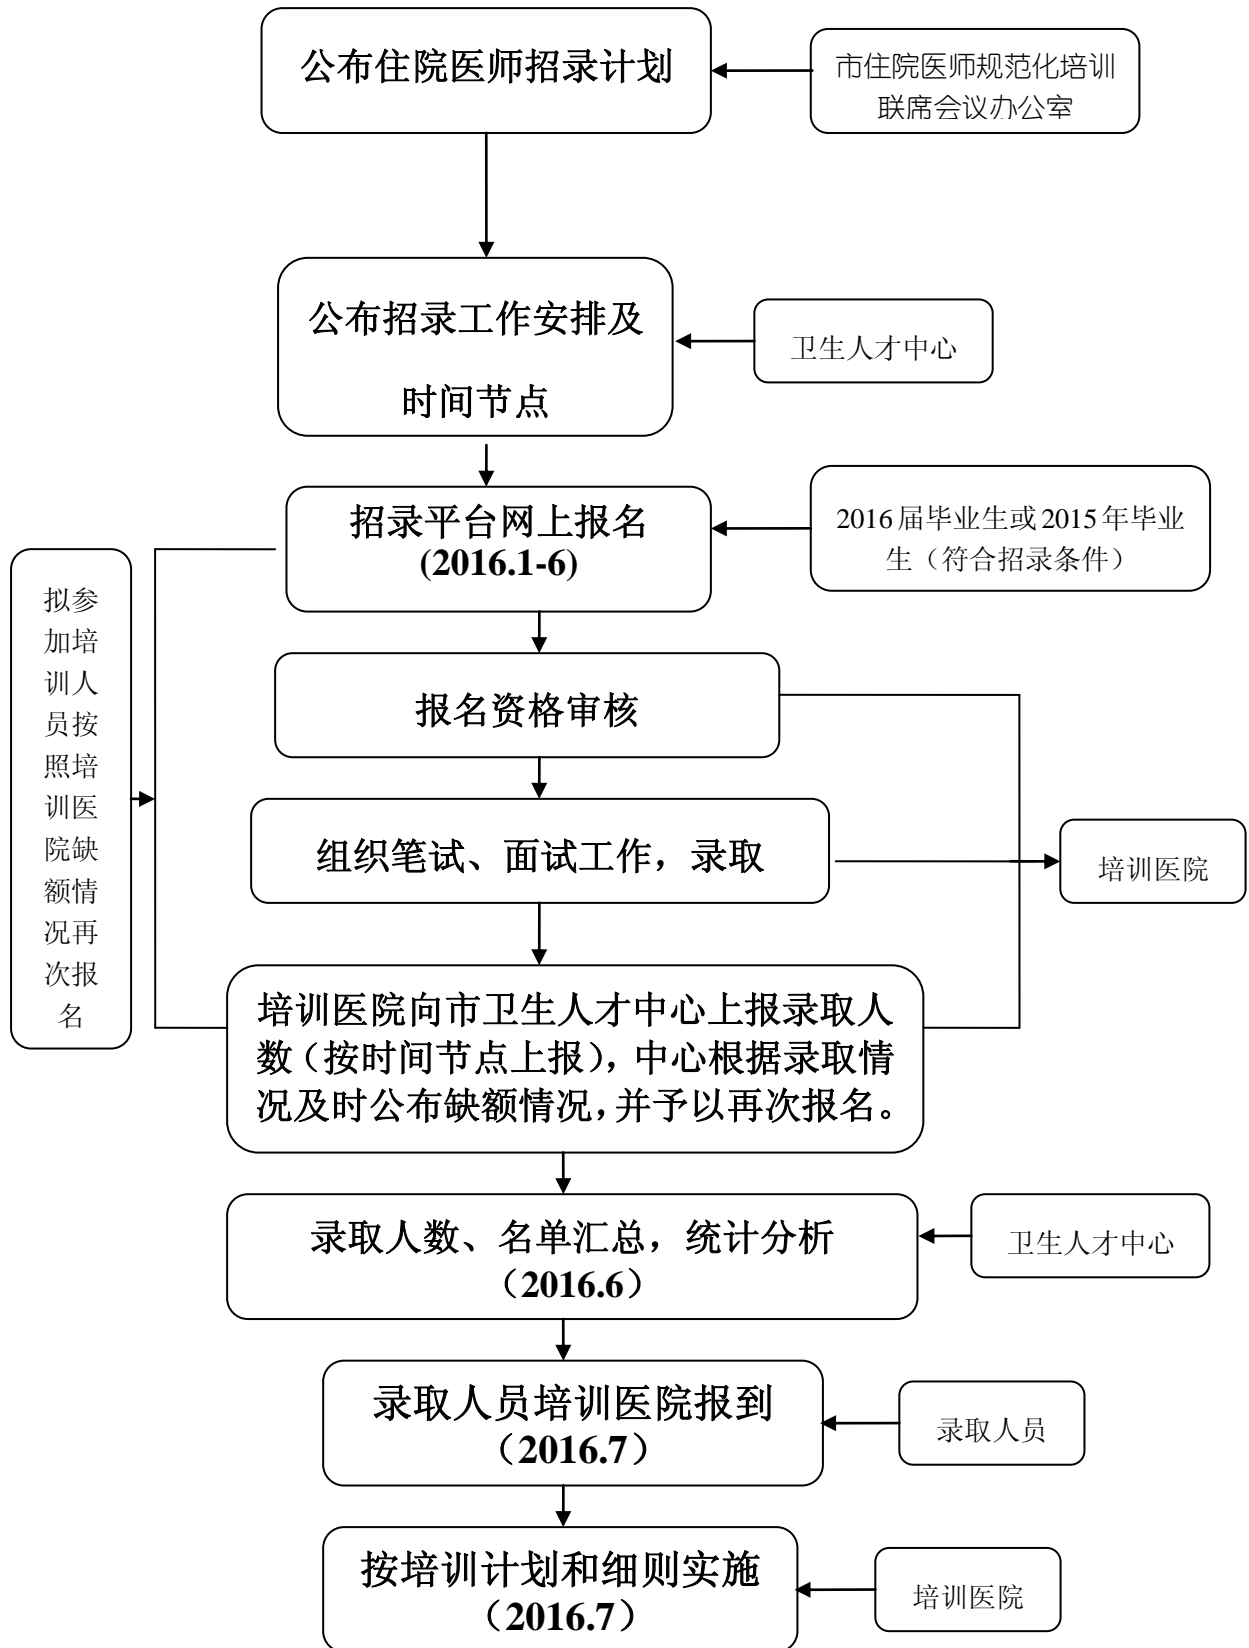 公布住院医师招录计划
市住院医师规范化培训
联席会议办公室
公布招录工作安排及
时间节点
卫生人才中心
招录平台网上报名
(2016.1-6)
2016届毕业生或2015年毕业
生（符合招录条件）
拟参
加培
训人
员按
照培
训医
院缺
额情
况再
次报
名
报名资格审核
组织笔试、面试工作，录取
培训医院
培训医院向市卫生人才中心上报录取人
数（按时间节点上报），中心根据录取情
况及时公布缺额情况，并予以再次报名。
录取人数、名单汇总，统计分析
（2016.6）
卫生人才中心
录取人员培训医院报到
（2016.7）
录取人员
按培训计划和细则实施
（2016.7）
培训医院